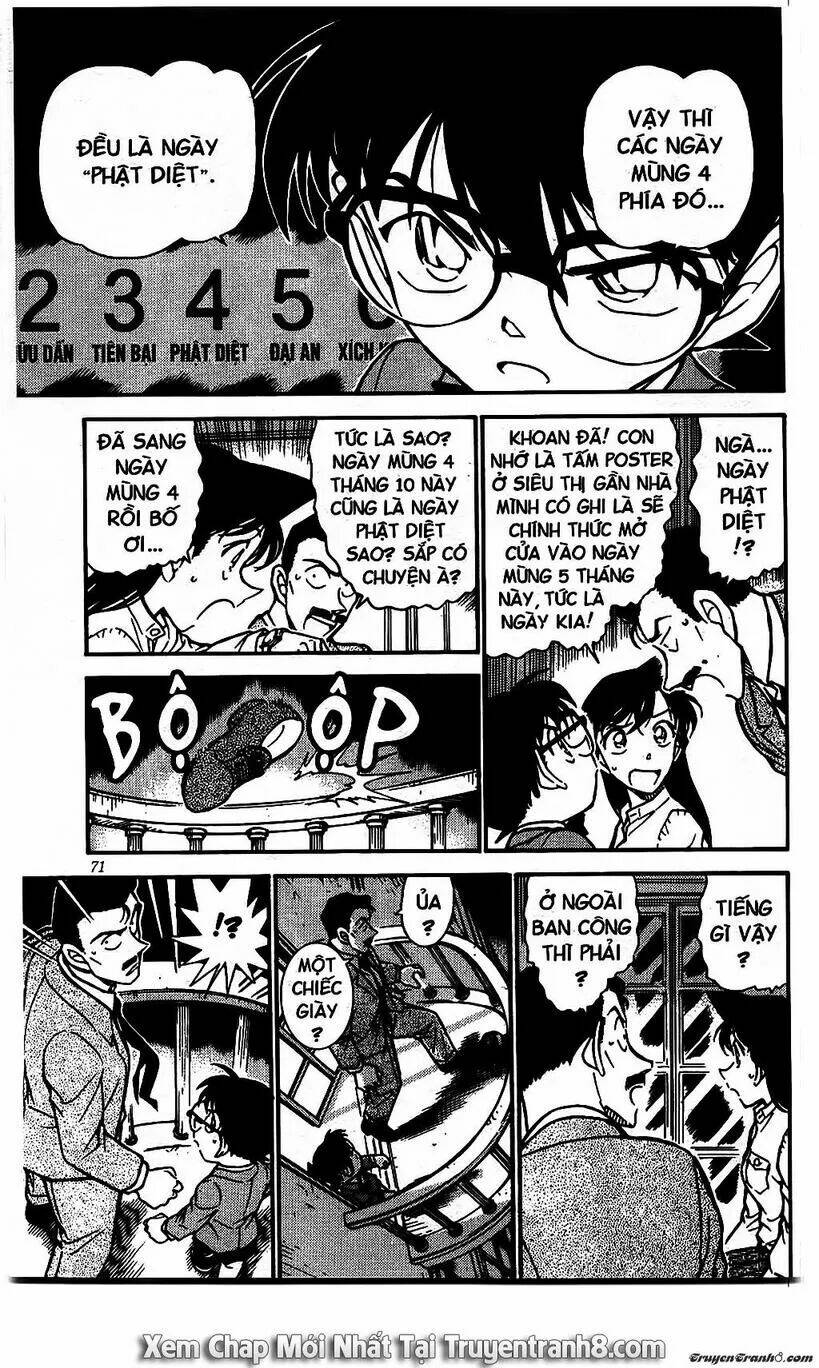 VẬY THÌ
CÁC NGÀY
MÙNG 4
PHÍA ĐÓ...
ĐỀU LÀ NGÀY
"PHẬT DIỆT".
2 3 4 5 6
TIÊN BẠI PHẬT DIỆT ĐẠI AN XÍCH
NGÀ...
NGÀY
PHẬT
DIỆT
!?
KHOAN ĐÃ! CON
NHỚ LÀ TẤM POSTER
Ở SIÊU THỊ GẦN NHÀ
MÌNH CÓ GHI LÀ SẼ
CHÍNH THỨC MỞ
CỬA VÀO NGÀY
MÙNG 5 THÁNG
NÀY, TỨC LÀ
NGÀY KIA!
TỨC LÀ SAO?
NGÀY MÙNG 4
THÁNG 10 NÀY
CŨNG LÀ NGÀY
PHẬT DIỆT
SAO? SẮP CÓ
CHUYỆN À?
ĐÃ SANG
NGÀY
MÙNG 4
RỒI BỐ
ƠI...
BỘ ỘP
71
TIẾNG
GÌ VẬY
?
Ở NGOÀI
BAN CÔNG
THÌ PHẢI
?
ỦA
?
MỘT
CHIẾC
GIÀY
?
!?
Xem Chap Mới Nhất Tại Truyentranh8.com
TruyenTranh8.com